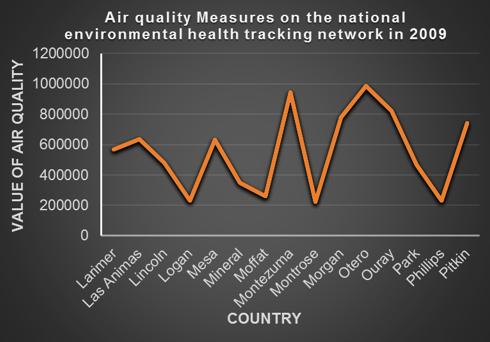 Air quality Measures on the national
environmental health tracking network in 2009
VALUE OF AIR QUALITY
1200000
1000000
800000
600000
400000
200000
0
Larimer
Las Animas
Lincoln
Logan
Mesa
Mineral
Moffat
Montezuma
Montrose
Morgan
Otero
Ouray
Park
Phillips
Pitkin
COUNTRY